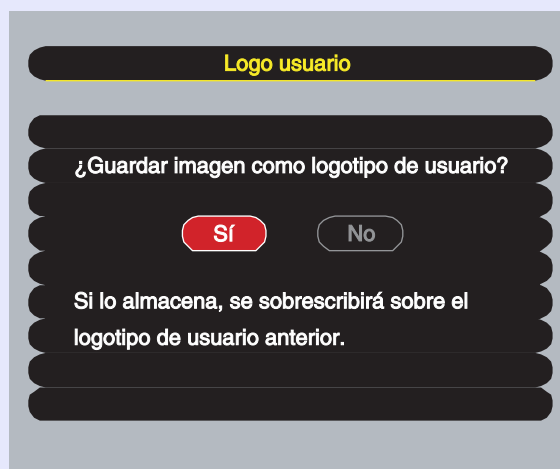 Logo usuario
¿Guardar imagen como logotipo de usuario?
Sí No
Si lo almacena, se sobrescribirá sobre el
logotipo de usuario anterior.